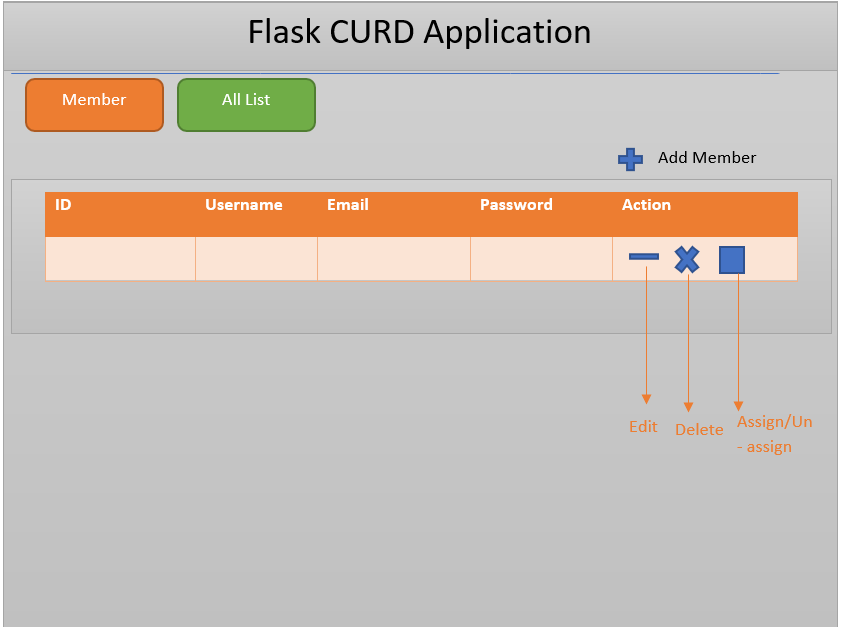 Flask CURD Application
Member
All List
Add Member
ID Username Email Password Action
Edit
Delete
Assign/Un
- assign